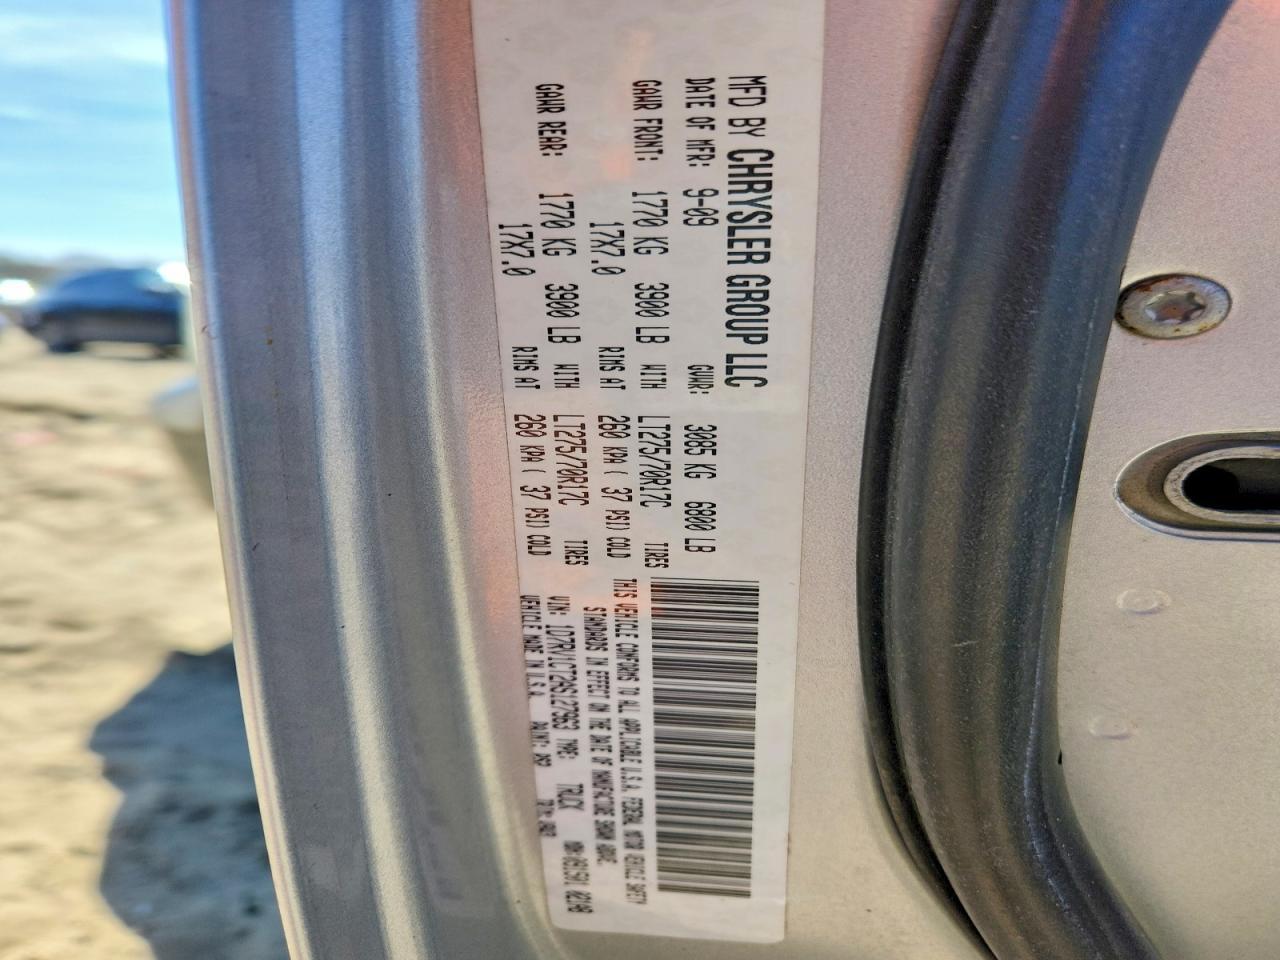 MFD BY CHRYSLER GROUP LLC
DATE OF MFR: 9-09 GVWR: 3085 KG 6800 LB
GAWR FRONT: 1770 KG 3900 LB WITH LT275/70R17C TIRES
17X7.0 RIMS AT 260 KPA ( 37 PSI) COLD
GAWR REAR: 1770 KG 3900 LB WITH LT275/70R17C TIRES
17X7.0 RIMS AT 260 KPA ( 37 PSI) COLD
THIS VEHICLE CONFORMS TO ALL APPLICABLE U.S.A. FEDERAL MOTOR VEHICLE SAFETY
STANDARDS IN EFFECT ON THE DATE OF MANUFACTURE SHOWN ABOVE.
VIN: 1D7RV1CT2AS127963 TYPE: TRUCK
VEHICLE MADE IN U.S.A. PAINT: TRIM: